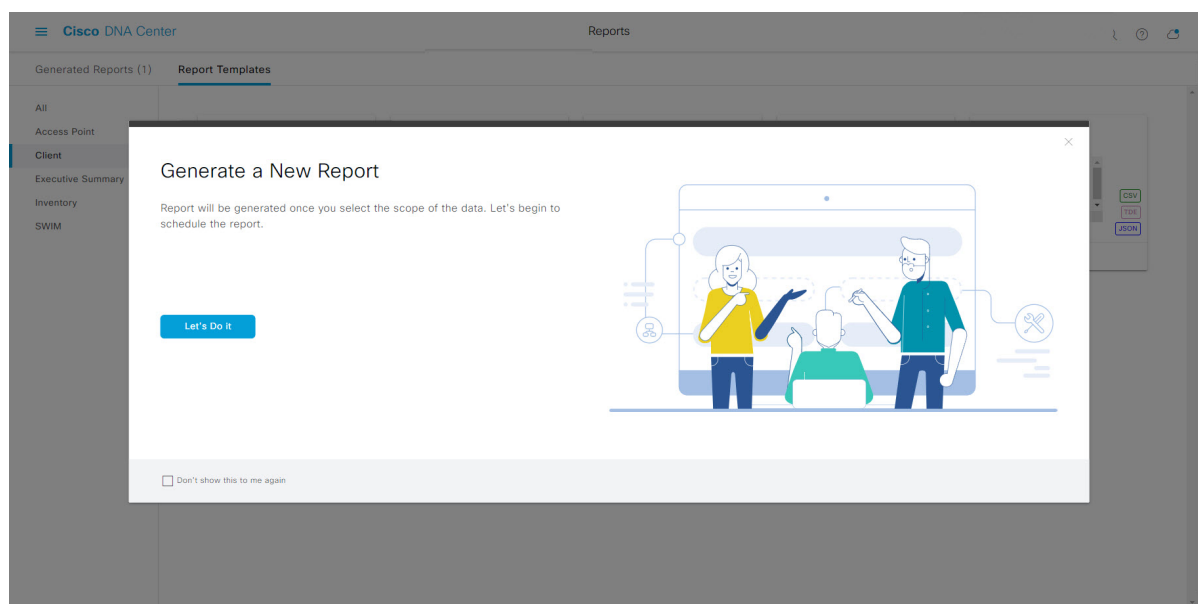 Cisco DNA Center
Reports
Generated Reports (1)
Report Templates
All
Access Point
Client
Executive Summary
Inventory
SWIM
Generate a New Report
Report will be generated once you select the scope of the data. Let's begin to
schedule the report.
Let's Do it
Don't show this to me again
CSV
TDE
JSON